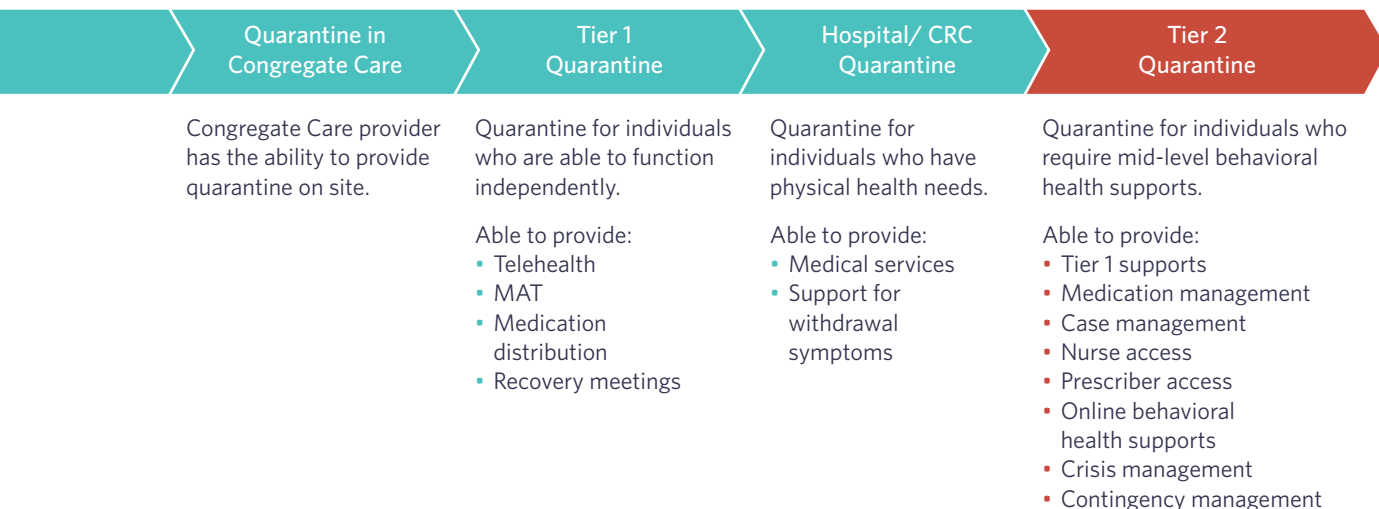 Quarantine in
Congregate Care
Tier 1
Quarantine
Hospital/ CRC
Quarantine
Tier 2
Quarantine
Congregate Care provider
has the ability to provide
quarantine on site.
Quarantine for individuals
who are able to function
independently.
Able to provide:
• Telehealth
• MAT
• Medication
distribution
• Recovery meetings
Quarantine for
individuals who have
physical health needs.
Able to provide:
• Medical services
• Support for
withdrawal
symptoms
Quarantine for individuals who
require mid-level behavioral
health supports.
Able to provide:
• Tier 1 supports
• Medication management
• Case management
• Nurse access
• Prescriber access
• Online behavioral
health supports
• Crisis management
• Contingency management